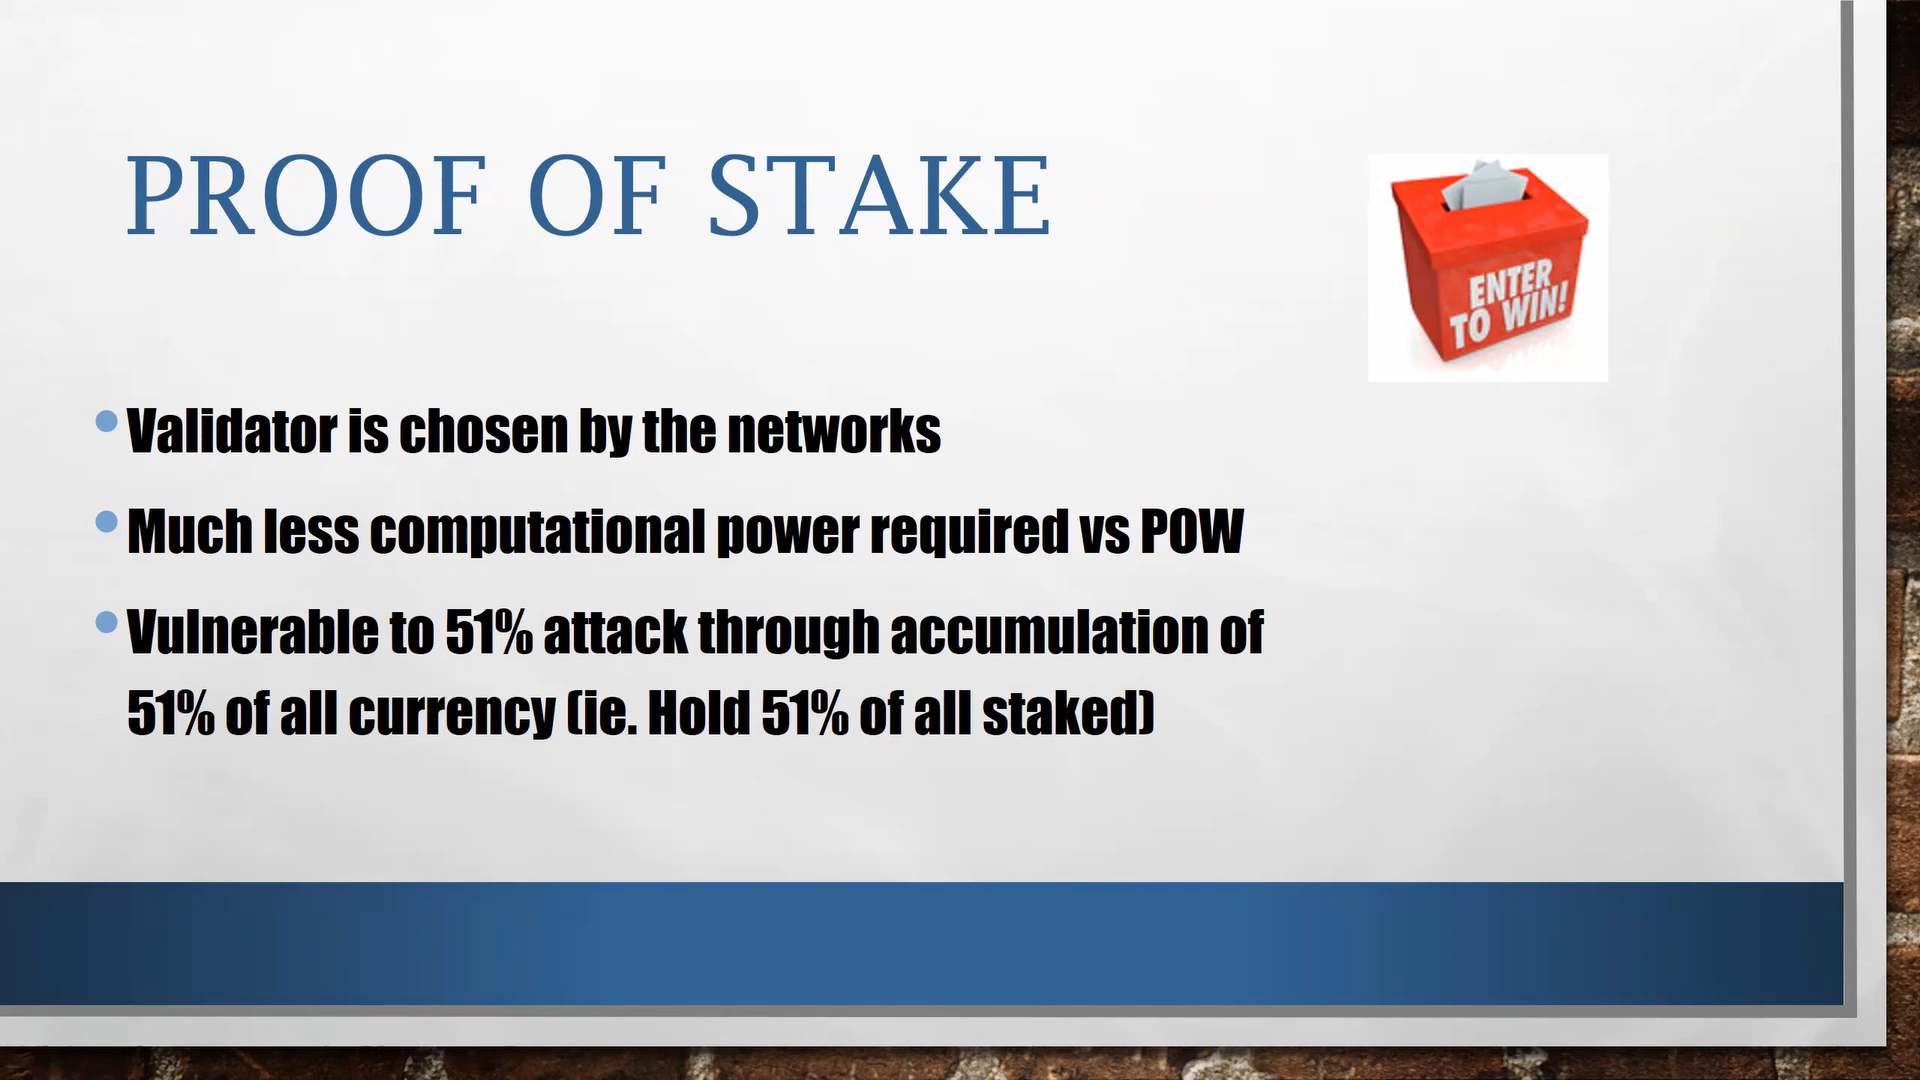 PROOF OF STAKE
ENTER
TO WIN!
Validator is chosen by the networks
Much less computational power required vs POW
Vulnerable to 51% attack through accumulation of
51% of all currency (ie. Hold 51% of all staked)